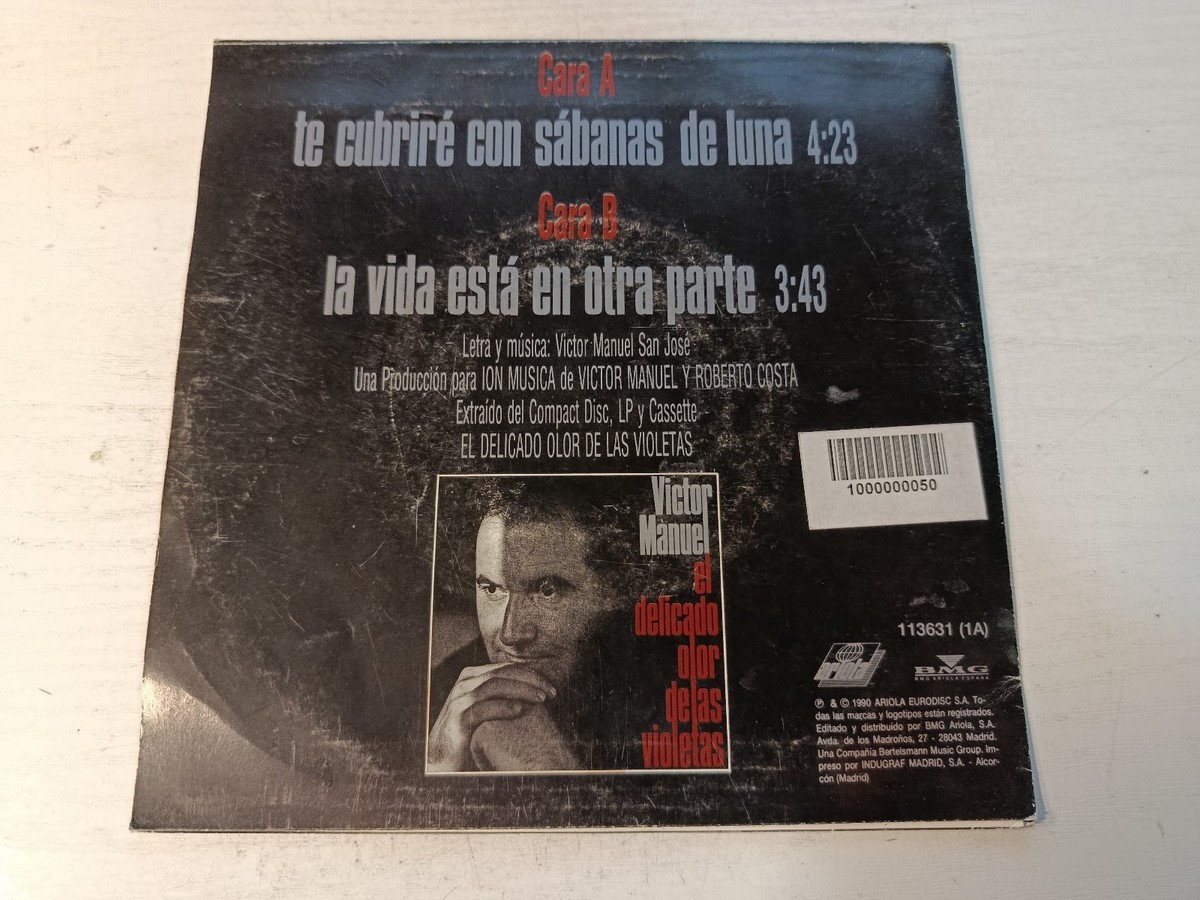 Cara A
te cubriré con sábanas de luna 4:23
Cara B
la vida está en otra parte 3:43
Letra y música: Victor Manuel San José
Una Producción para ION MUSICA de VICTOR MANUEL Y ROBERTO COSTA
Extraído del Compact Disc, LP y Cassette
EL DELICADO OLOR DE LAS VIOLETAS
Victor
Manuel
el
delicado
olor
de las
violetas
1000000050
113631 (1A)
ariola
BMG
BMG ARIOLA ESPAÑA
℗ & © 1990 ARIOLA EURODISC S.A. To-
das las marcas y logotipos están registrados.
Editado y distribuido por BMG Ariola, S.A.
Avda. de los Madroños, 27 - 28043 Madrid.
Una Compañía Bertelsmann Music Group. Im-
preso por INDUGRAF MADRID, S.A. - Alcor-
cón (Madrid)